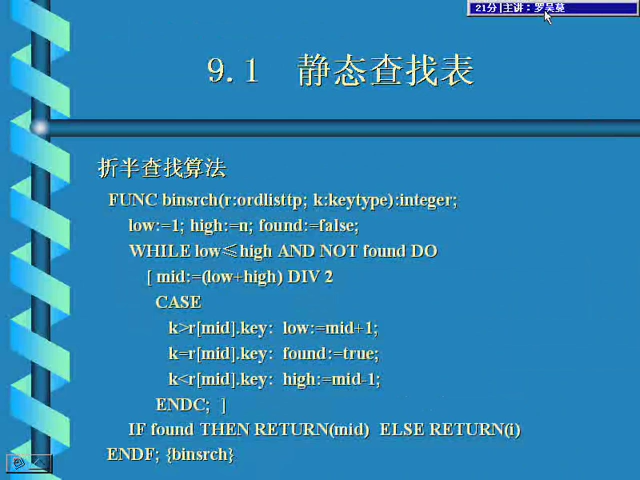 21分|主讲：罗昊蔓
9.1 静态查找表
折半查找算法
FUNC binsrch(r:ordlisttp; k:keytype):integer;
low:=1; high:=n; found:=false;
WHILE low≤high AND NOT found DO
[ mid:=(low+high) DIV 2
CASE
k>r[mid].key: low:=mid+1;
k=r[mid].key: found:=true;
k<r[mid].key: high:=mid-1;
ENDC; ]
IF found THEN RETURN(mid) ELSE RETURN(i)
ENDF; {binsrch}